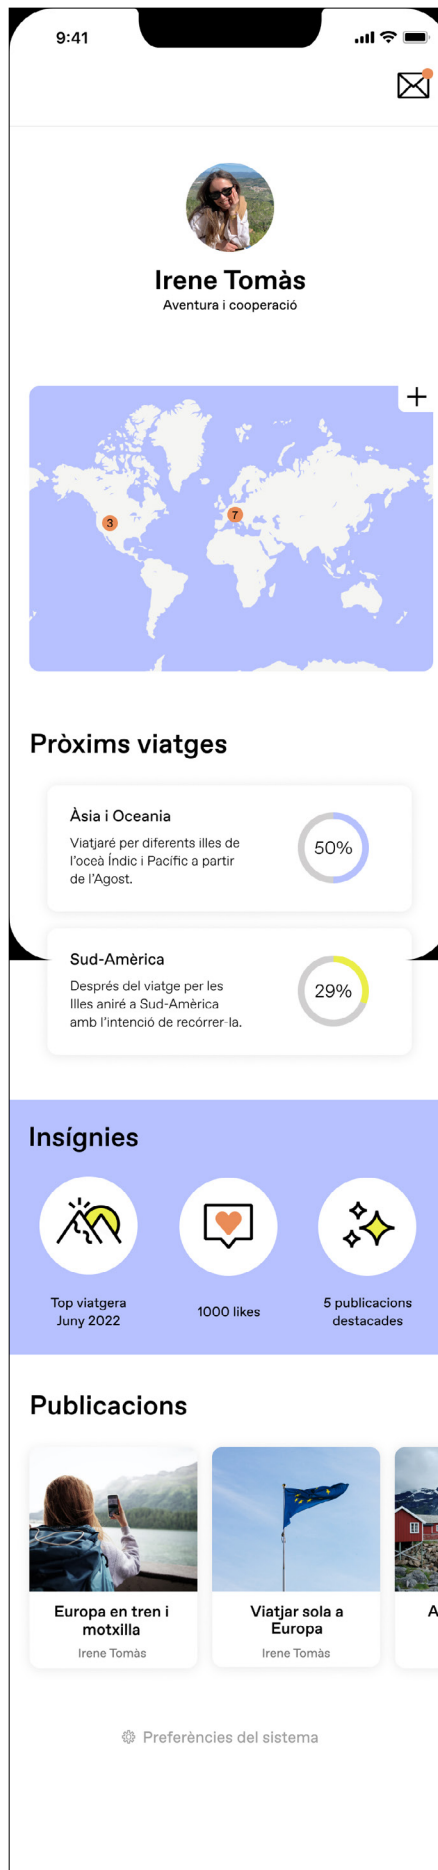 9:41
Irene Tomàs
Aventura i cooperació
3
7
Pròxims viatges
Àsia i Oceania
Viatjaré per diferents illes de
l'oceà Índic i Pacífic a partir
de l'Agost.
50%
Sud-Amèrica
Després del viatge per les
Illes aniré a Sud-Amèrica
amb l'intenció de recórrer-la.
29%
Insígnies
Top viatgera
Juny 2022
1000 likes
5 publicacions
destacades
Publicacions
Europa en tren i
motxilla
Irene Tomàs
Viatjar sola a
Europa
Irene Tomàs
A
Preferències del sistema